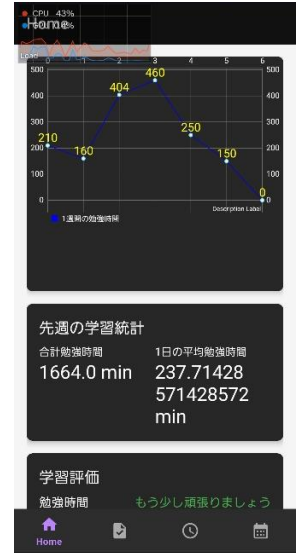 CPU 43%
Home
Load
0 1 2 3 4 5 6
500 500
400 400
300 300
200 200
100 100
0 0
210
160
404
460
250
150
0
Description Label
1週間の勉強時間
先週の学習統計
合計勉強時間
1664.0 min
1日の平均勉強時間
237.71428
571428572
min
学習評価
勉強時間 もう少し頑張りましょう
Home